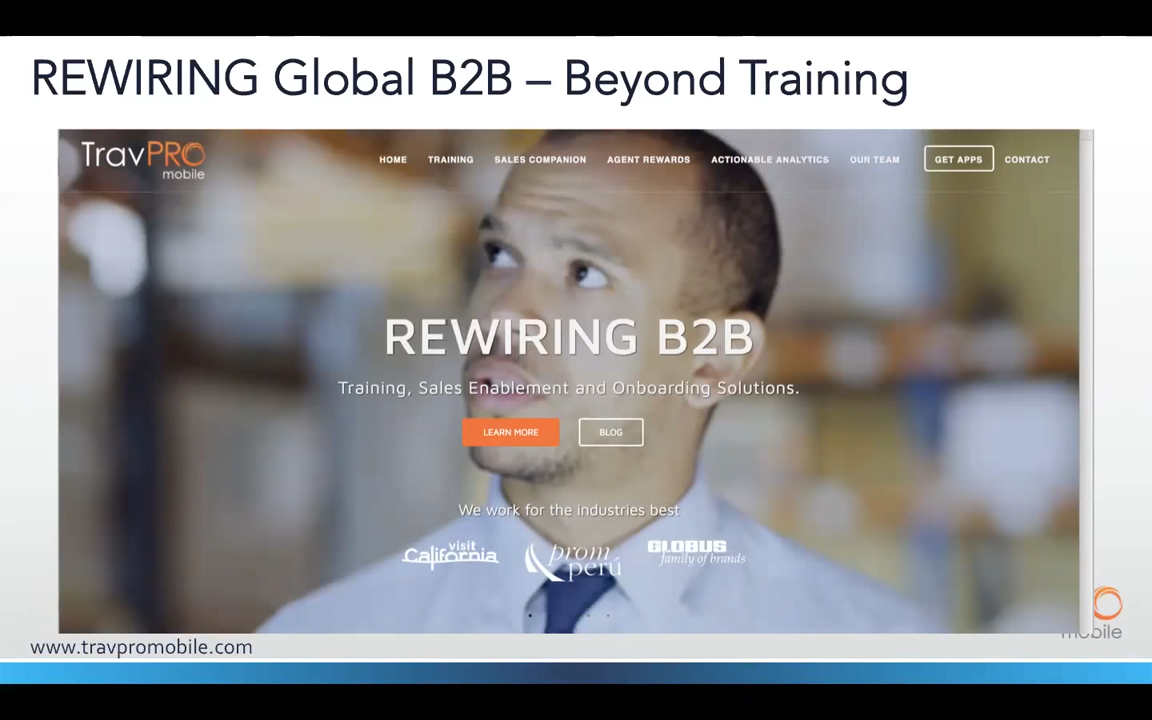 REWIRING Global B2B – Beyond Training
TravPRO
mobile
HOME TRAINING SALES COMPANION AGENT REWARDS ACTIONABLE ANALYTICS OUR TEAM GET APPS CONTACT
REWIRING B2B
Training, Sales Enablement and Onboarding Solutions.
LEARN MORE BLOG
We work for the industries best
visit
California
prom
perú
GLOBUS
family of brands
mobile
www.travpromobile.com